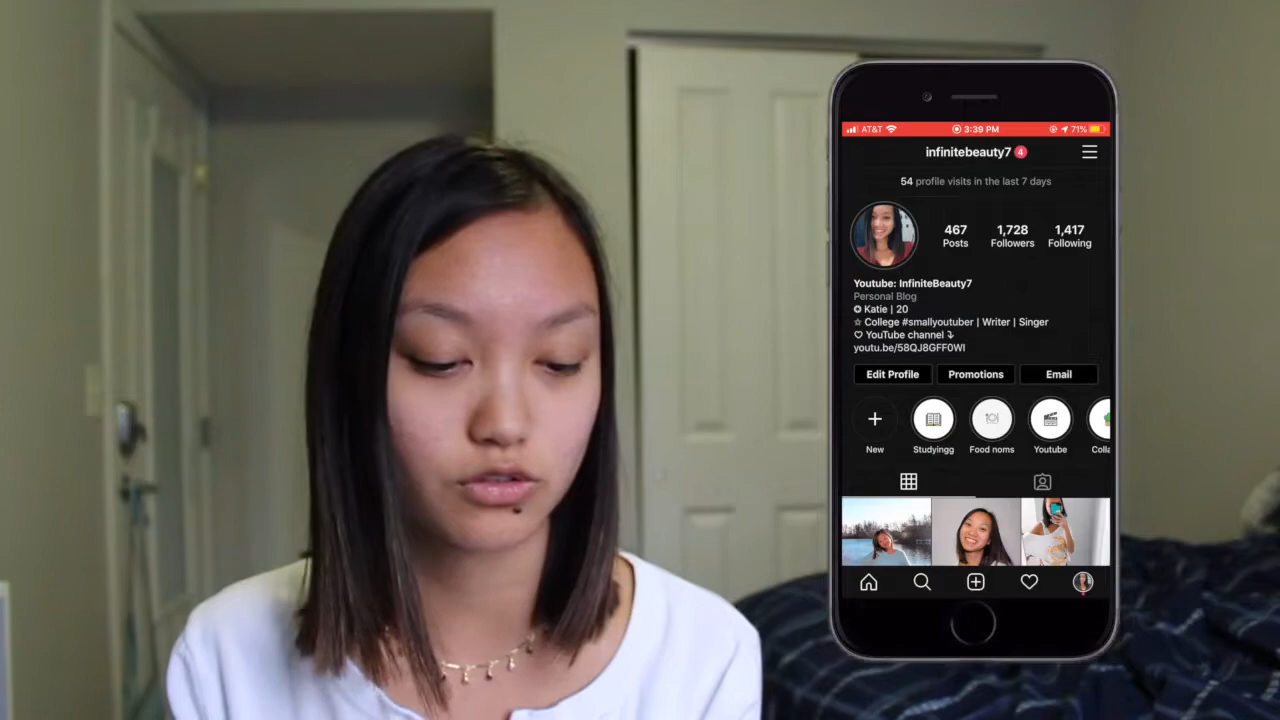 AT&T 3:39 PM 71%
infinitebeauty7 4
54 profile visits in the last 7 days
467 1,728 1,417
Posts Followers Following
Youtube: InfiniteBeauty7
Personal Blog
✪ Katie | 20
☆ College #smallyoutuber | Writer | Singer
♡ YouTube channel ⤵
youtu.be/58QJ8GFF0WI
Edit Profile Promotions Email
New Studyingg Food noms Youtube Colla